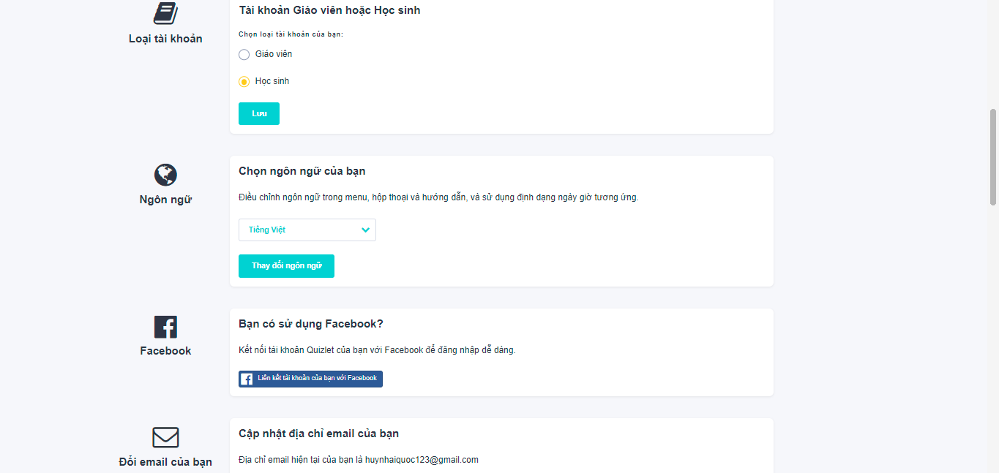 Tài khoản Giáo viên hoặc Học sinh
Loại tài khoản
Chọn loại tài khoản của bạn:
Giáo viên
Học sinh
Lưu
Chọn ngôn ngữ của bạn
Ngôn ngữ
Điều chỉnh ngôn ngữ trong menu, hộp thoại và hướng dẫn, và sử dụng định dạng ngày giờ tương ứng.
Tiếng Việt
Thay đổi ngôn ngữ
Bạn có sử dụng Facebook?
Facebook
Kết nối tài khoản Quizlet của bạn với Facebook để đăng nhập dễ dàng.
Liên kết tài khoản của bạn với Facebook
Cập nhật địa chỉ email của bạn
Đổi email của bạn
Địa chỉ email hiện tại của bạn là huynhaiquoc123@gmail.com